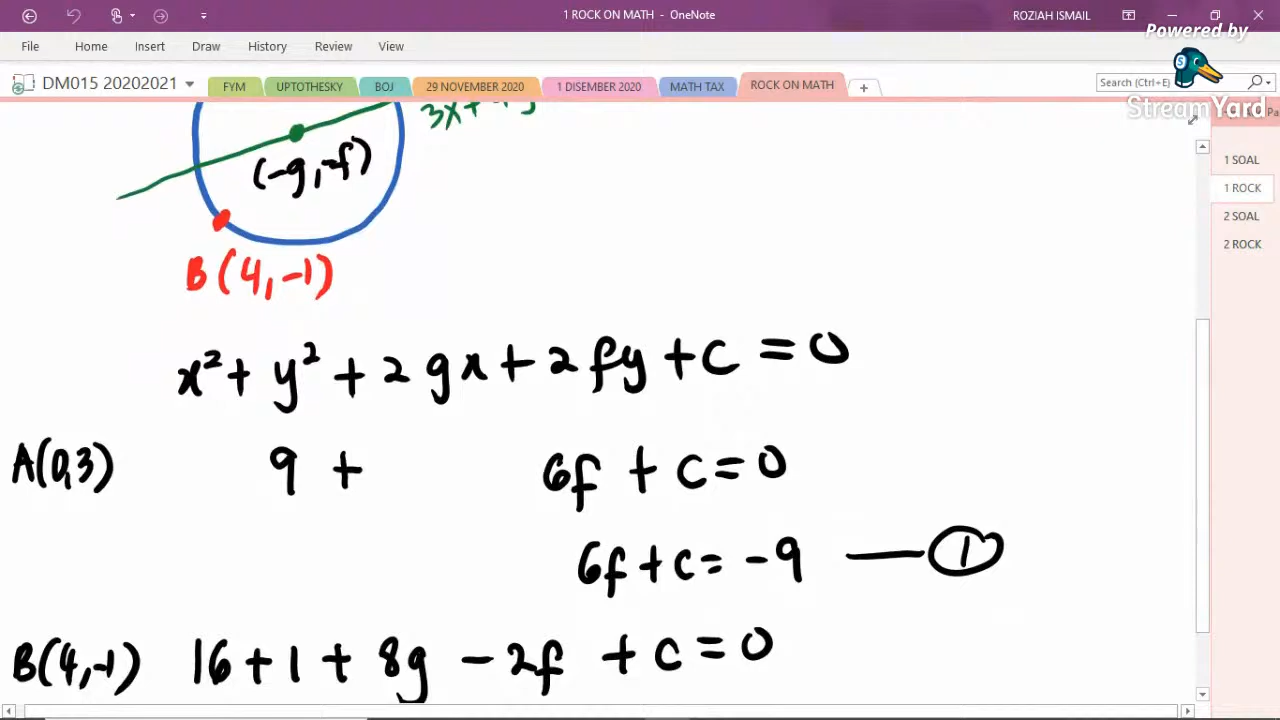 1 ROCK ON MATH - OneNote
ROZIAH ISMAIL
Powered by
File Home Insert Draw History Review View
DM015 20202021
FYM UPTOTHESKY BOJ 29 NOVEMBER 2020 1 DISEMBER 2020 MATH TAX ROCK ON MATH +
Search (Ctrl+E)
StreamYard
Pa
1 SOAL
1 ROCK
2 SOAL
2 ROCK
3x+
(-g,-f)
B(4,-1)
x²+ y² + 2gx + 2fy + c = 0
A(0,3) 9 + 6f + c = 0
6f + c = -9 — ①
B(4,-1) 16 + 1 + 8g - 2f + c = 0